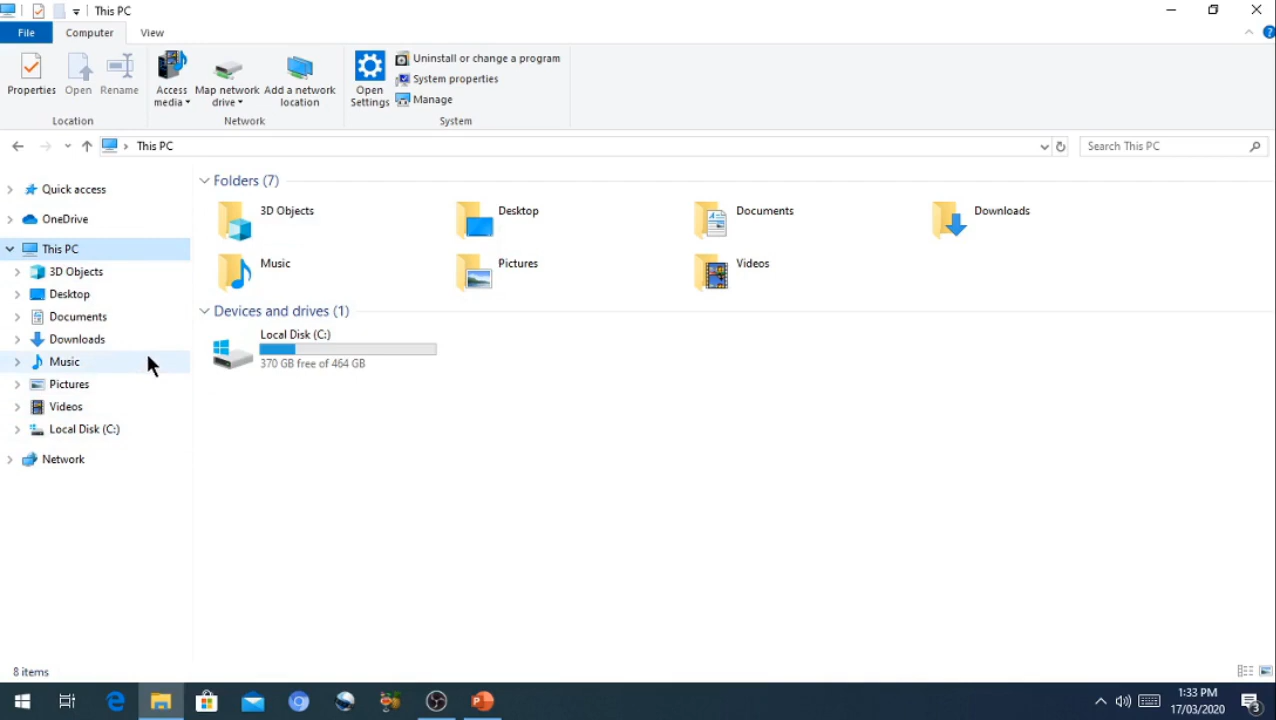 This PC
File
Computer
View
Properties
Open
Rename
Access media
Map network drive
Add a network location
Open Settings
Uninstall or change a program
System properties
Manage
Location
Network
System
This PC
Search This PC
Quick access
OneDrive
This PC
3D Objects
Desktop
Documents
Downloads
Music
Pictures
Videos
Local Disk (C:)
Network
Folders (7)
3D Objects
Desktop
Documents
Downloads
Music
Pictures
Videos
Devices and drives (1)
Local Disk (C:)
370 GB free of 464 GB
8 items
1:33 PM
17/03/2020
3